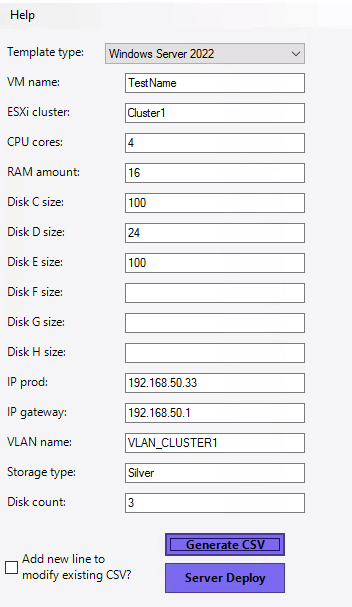 Help
Template type: Windows Server 2022
VM name: TestName
ESXi cluster: Cluster1
CPU cores: 4
RAM amount: 16
Disk C size: 100
Disk D size: 24
Disk E size: 100
Disk F size:
Disk G size:
Disk H size:
IP prod: 192.168.50.33
IP gateway: 192.168.50.1
VLAN name: VLAN_CLUSTER1
Storage type: Silver
Disk count: 3
Generate CSV
Add new line to
modify existing CSV?
Server Deploy